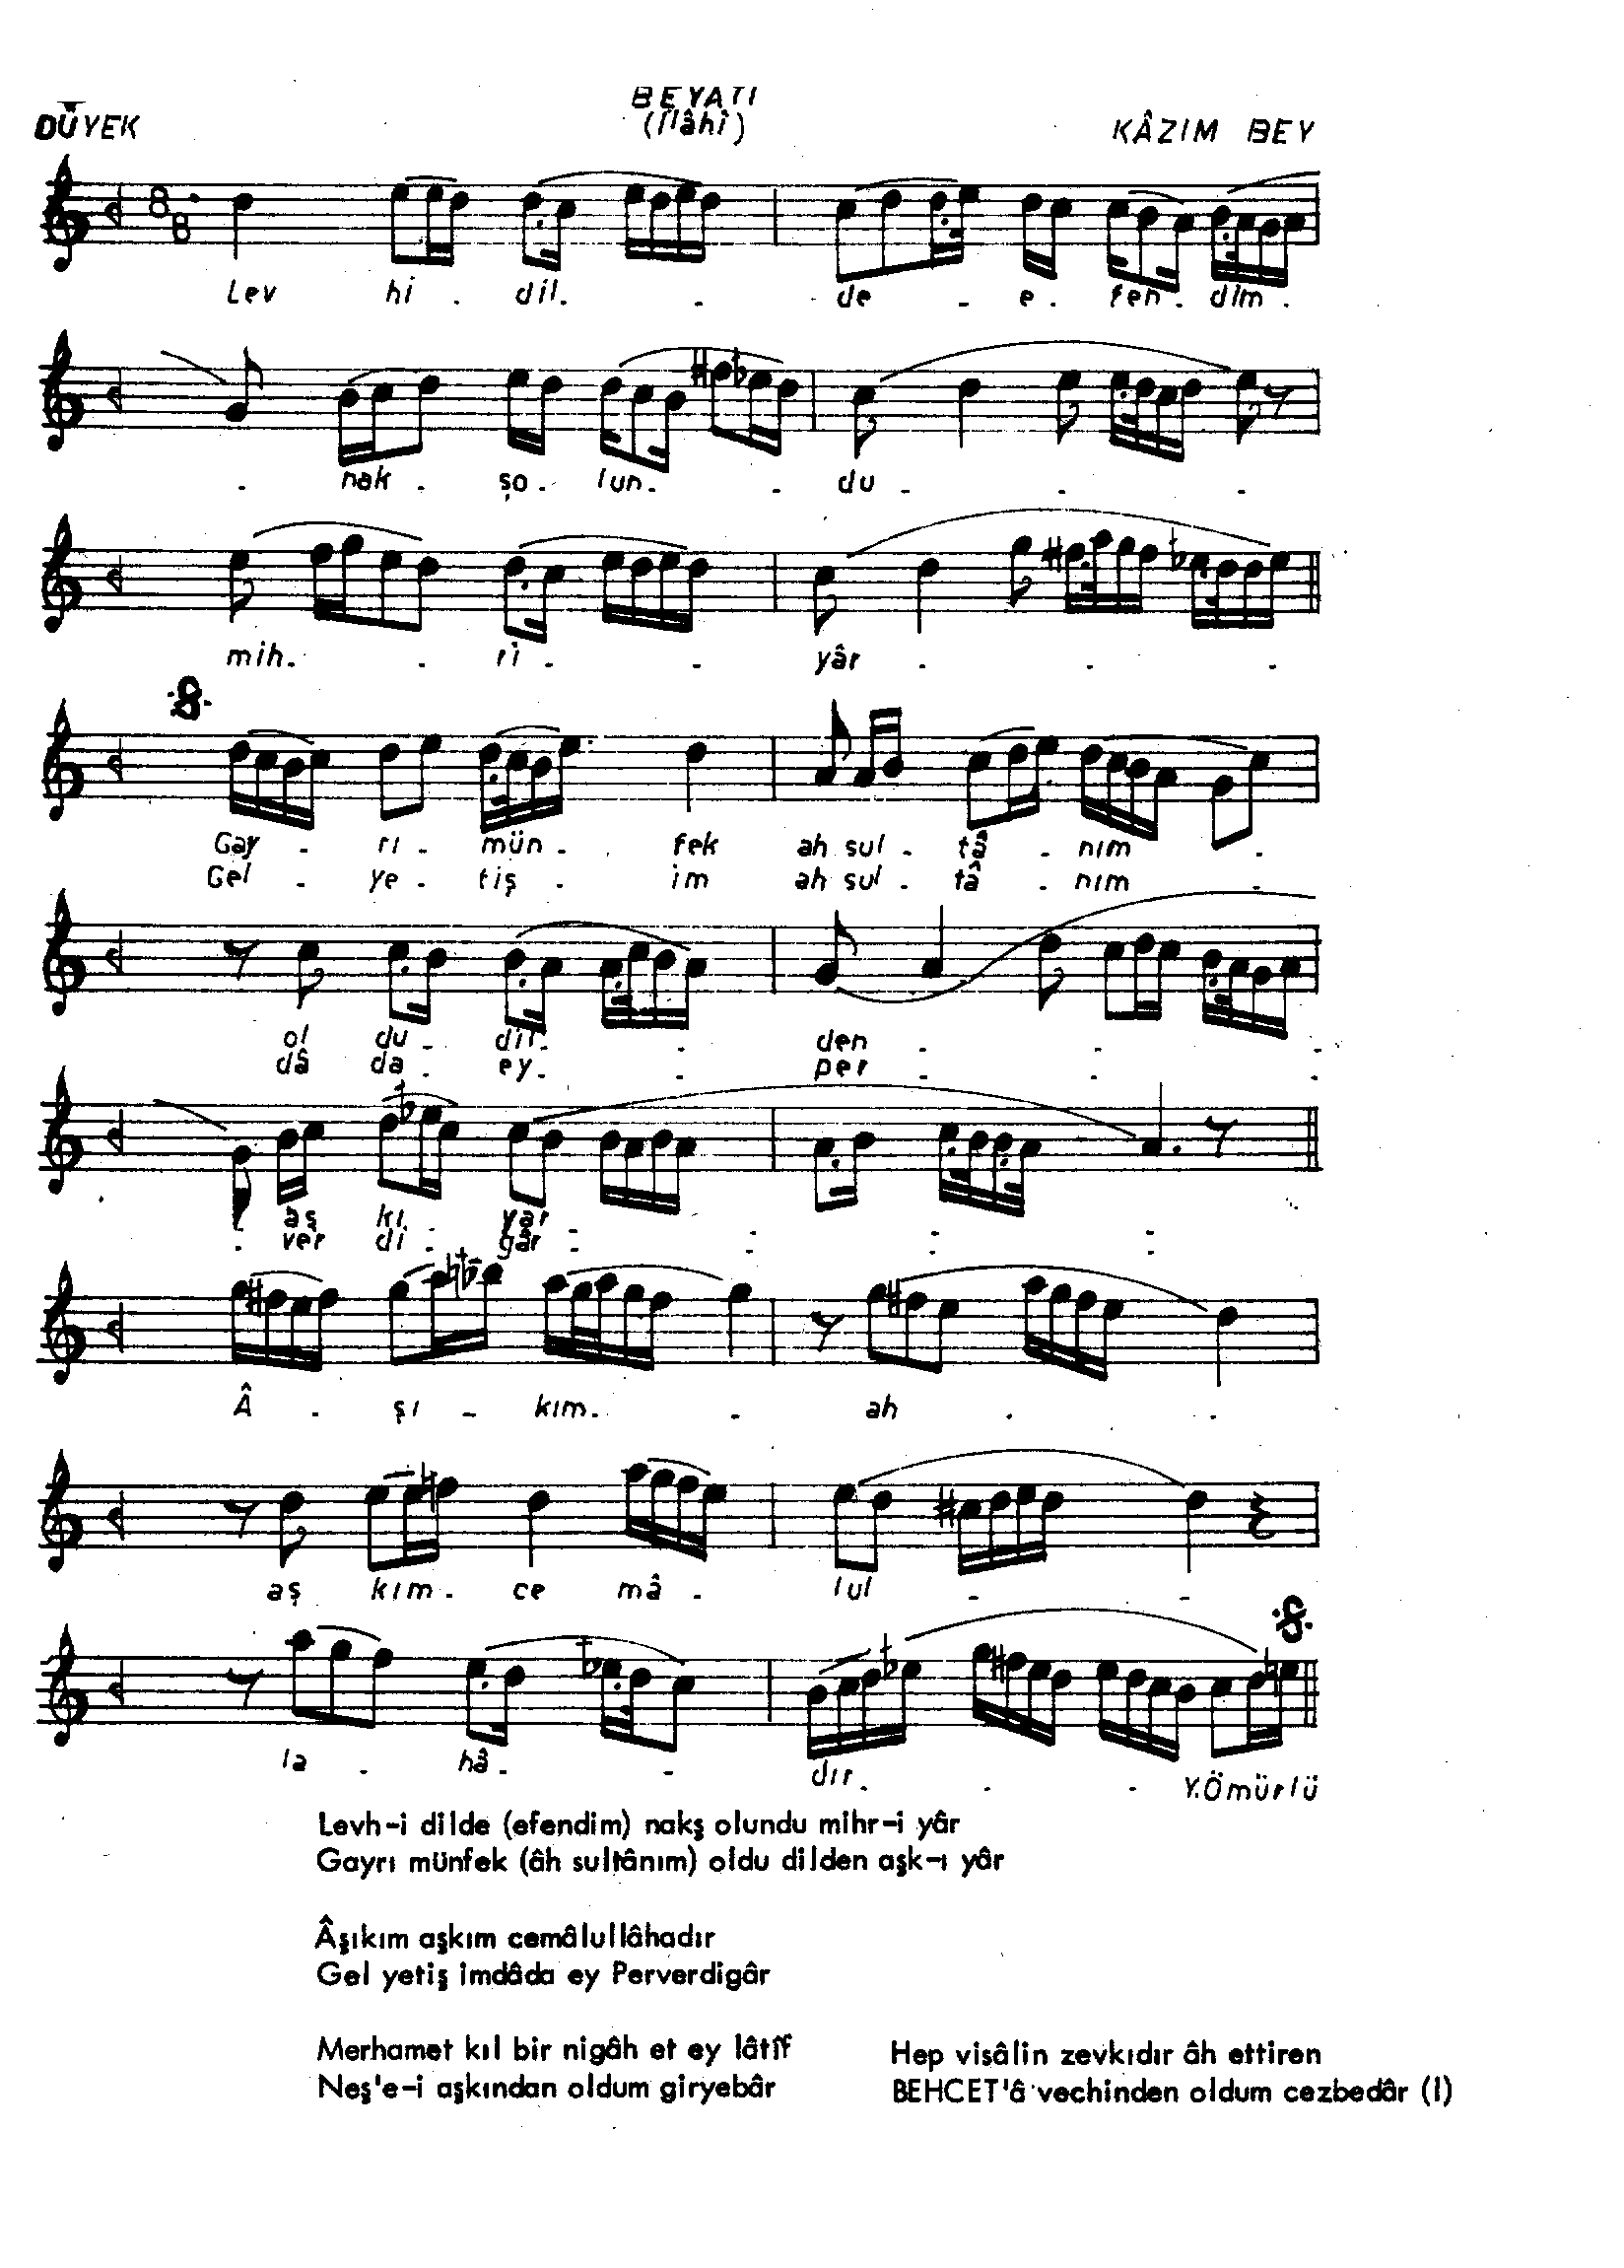 BEYATI
DÜYEK (İlâhî) KÂZIM BEY
8 8
Lev hi . dil. . de . e . fen . dim .
. nak . şo . lun . . du . . .
mih. . ri . . yâr . . .
Gay . rı . mün . . fek ah sul . tâ . nım .
Gel . ye . tiş . im ah sul . tâ . nım .
ol du . dil. . den . . .
dâ da . ey. . per . . .
. aş kı . yar . . . .
. ver di . gâr . . . .
Â . şı . kım. . ah . .
aş kım . ce mâ . lul . .
la . hâ . . dır . . . Y.Ömürlü
Levh-i dilde (efendim) nakş olundu mihr-i yâr
Gayrı münfek (âh sultânım) oldu dilden aşk-ı yâr
Âşıkım aşkım cemâlullâhadır
Gel yetiş imdâda ey Perverdigâr
Merhamet kıl bir nigâh et ey lâtîf
Neş'e-i aşkından oldum giryebâr
Hep visâlin zevkıdır âh ettiren
BEHCET'â vechinden oldum cezbedâr (I)